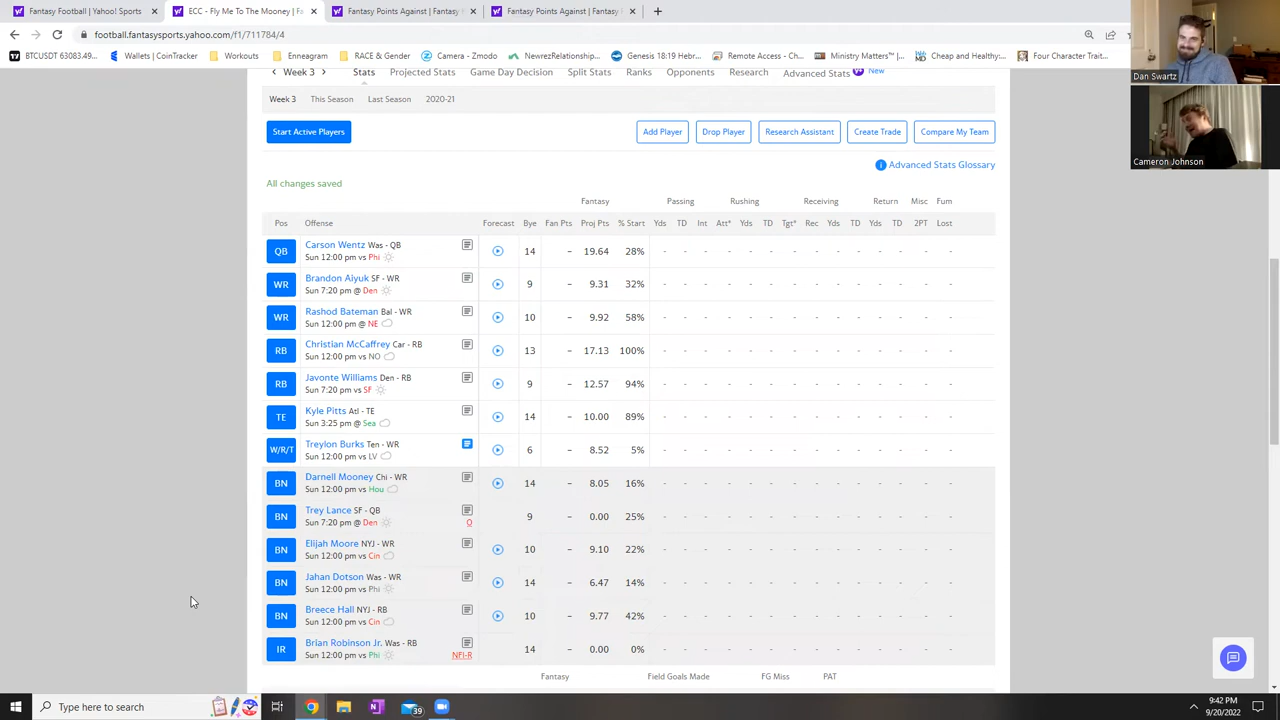 Fantasy Football | Yahoo! Sports
ECC - Fly Me To The Mooney | Fa
Fantasy Points Against | Fantasy F
Fantasy Points Against | Fantasy
football.fantasysports.yahoo.com/f1/711784/4
BTCUSDT 63083.49... Wallets | CoinTracker Workouts Enneagram RACE & Gender Camera - Zmodo NewrezRelationship... Genesis 18:19 Hebr... Remote Access - Ch... Ministry Matters™ |... Cheap and Healthy:... Four Character Trait...
Dan Swartz
Cameron Johnson
Week 3 Stats Projected Stats Game Day Decision Split Stats Ranks Opponents Research Advanced Stats New
Week 3 This Season Last Season 2020-21
Start Active Players Add Player Drop Player Research Assistant Create Trade Compare My Team
Advanced Stats Glossary
All changes saved
Fantasy Passing Rushing Receiving Return Misc Fum
Pos Offense Forecast Bye Fan Pts Proj Pts % Start Yds TD Int Att* Yds TD Tgt* Rec Yds TD Yds TD 2PT Lost
QB Carson Wentz Was - QB – 14 19.64 28% - - - - - - - - - - - - - -
Sun 12:00 pm vs Phi
WR Brandon Aiyuk SF - WR 9 – 9.31 32% - - - - - - - - - - - - - -
Sun 7:20 pm @ Den
WR Rashod Bateman Bal - WR 10 – 9.92 58% - - - - - - - - - - - - - -
Sun 12:00 pm @ NE
RB Christian McCaffrey Car - RB 13 – 17.13 100% - - - - - - - - - - - - - -
Sun 12:00 pm vs NO
RB Javonte Williams Den - RB 9 – 12.57 94% - - - - - - - - - - - - - -
Sun 7:20 pm vs SF
TE Kyle Pitts Atl - TE 14 – 10.00 89% - - - - - - - - - - - - - -
Sun 3:25 pm @ Sea
W/R/T Treylon Burks Ten - WR 6 – 8.52 5% - - - - - - - - - - - - - -
Sun 12:00 pm vs LV
BN Darnell Mooney Chi - WR 14 – 8.05 16% - - - - - - - - - - - - - -
Sun 12:00 pm vs Hou
BN Trey Lance SF - QB 9 – 0.00 25% - - - - - - - - - - - - - -
Sun 7:20 pm @ Den O
BN Elijah Moore NYJ - WR 10 – 9.10 22% - - - - - - - - - - - - - -
Sun 12:00 pm vs Cin
BN Jahan Dotson Was - WR 14 – 6.47 14% - - - - - - - - - - - - - -
Sun 12:00 pm vs Phi
BN Breece Hall NYJ - RB 10 – 9.77 42% - - - - - - - - - - - - - -
Sun 12:00 pm vs Cin
IR Brian Robinson Jr. Was - RB 14 – 0.00 0% - - - - - - - - - - - - - -
Sun 12:00 pm vs Phi NFI-R
Fantasy Field Goals Made FG Miss PAT
Type here to search
39
9:42 PM
9/20/2022